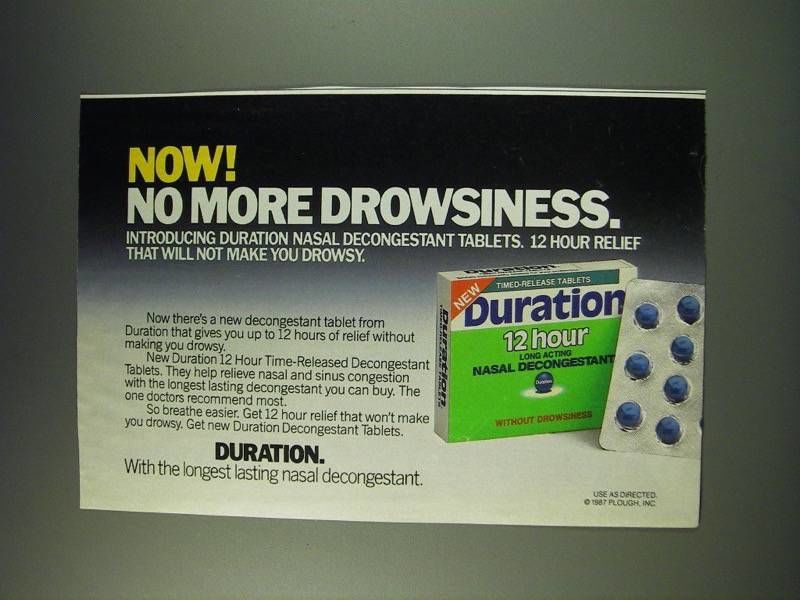 NOW!
NO MORE DROWSINESS.
INTRODUCING DURATION NASAL DECONGESTANT TABLETS. 12 HOUR RELIEF
THAT WILL NOT MAKE YOU DROWSY.
Now there's a new decongestant tablet from
Duration that gives you up to 12 hours of relief without
making you drowsy.
New Duration 12 Hour Time-Released Decongestant
Tablets. They help relieve nasal and sinus congestion
with the longest lasting decongestant you can buy. The
one doctors recommend most.
So breathe easier. Get 12 hour relief that won't make
you drowsy. Get new Duration Decongestant Tablets.
DURATION.
With the longest lasting nasal decongestant.
Duration
NEW
TIMED-RELEASE TABLETS
Duration
12 hour
LONG ACTING
NASAL DECONGESTANT
Duration
WITHOUT DROWSINESS
Duration
USE AS DIRECTED.
© 1987 PLOUGH, INC.